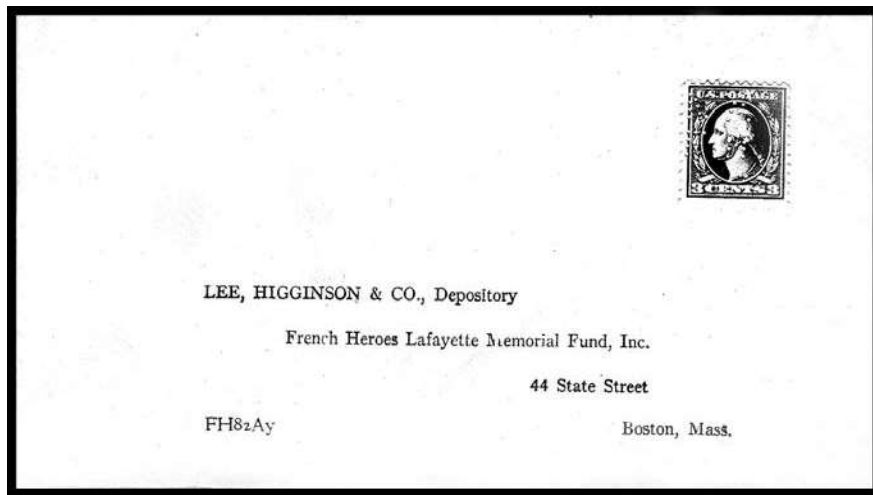 U.S. POSTAGE
3 CENTS 3
LEE, HIGGINSON & CO., Depository
French Heroes Lafayette Memorial Fund, Inc.
44 State Street
FH82Ay
Boston, Mass.